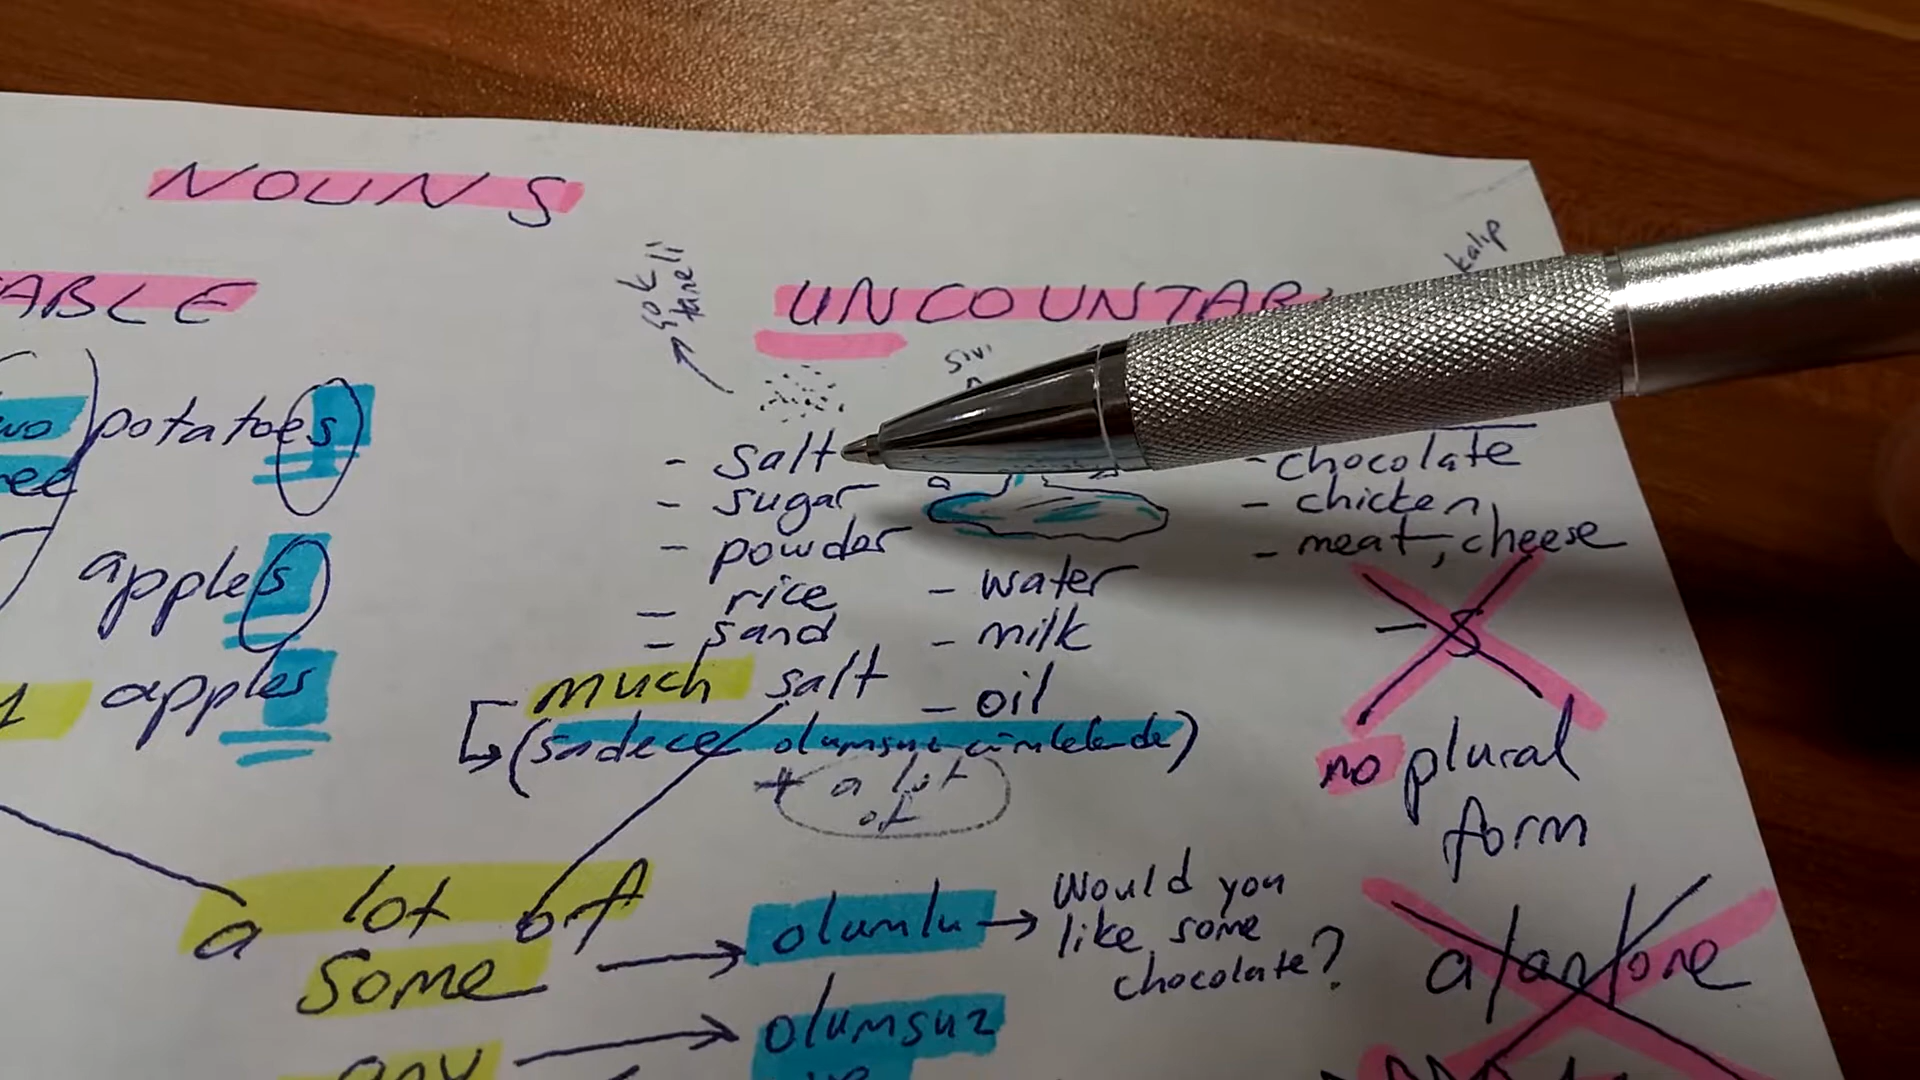 NOUNS
ABLE
UNCOUNTAB
çok taneli
sıvı
kalıp
potatoes
apples
apples
- salt
- sugar
- powder
- rice
- sand
much salt
(sadece olumsuz cümlelerde)
+ a lot of
- water
- milk
- oil
- chocolate
- chicken
- meat, cheese
-s
no plural
form
a lot of
some → olumlu → Would you
like some
chocolate?
any → olumsuz
ve
a/an/one